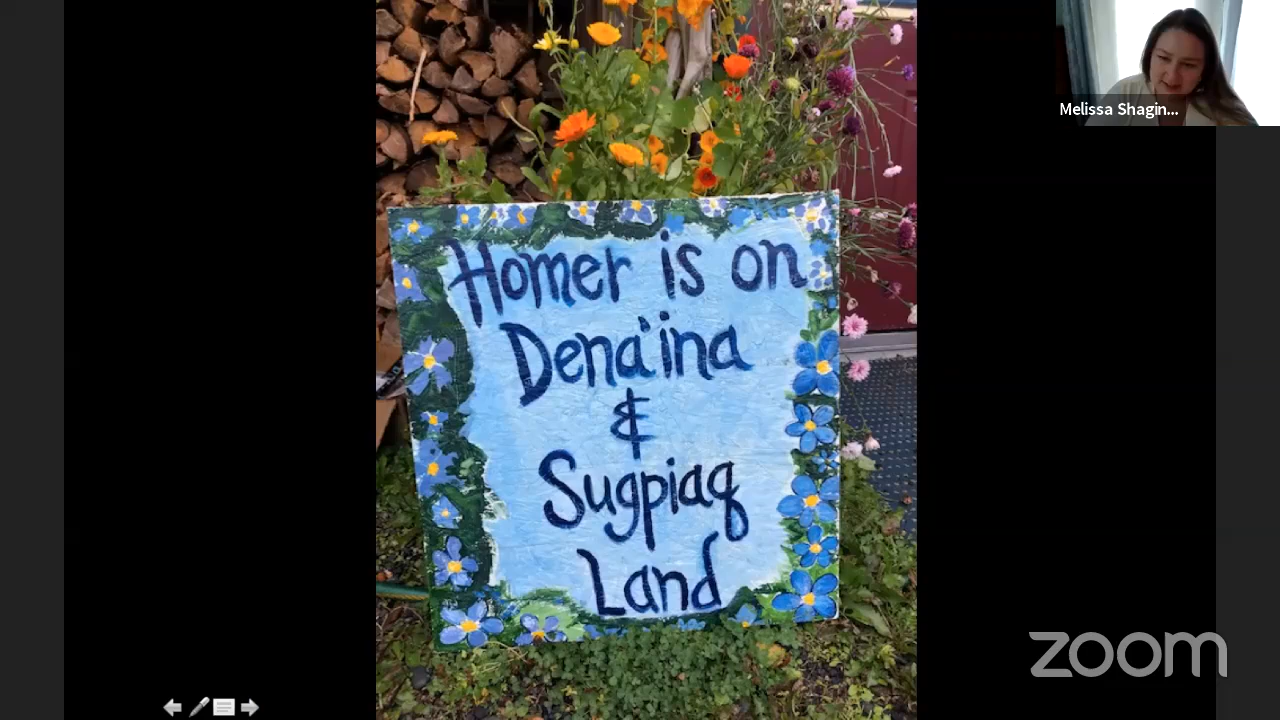 Melissa Shagin...
Homer is on
Dena'ina
&
Sugpiaq
Land
zoom